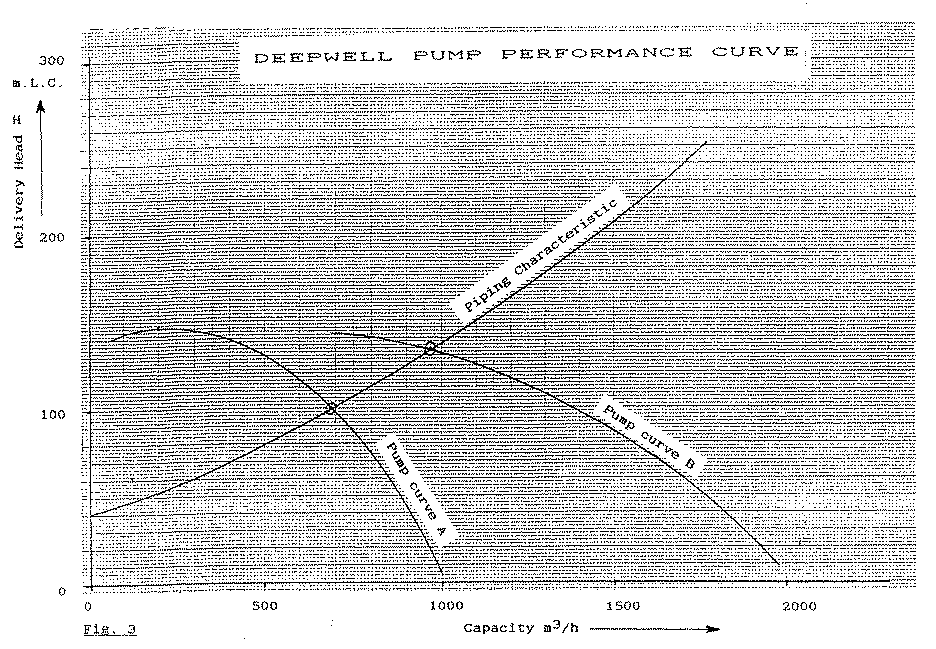 DEEPWELL PUMP PERFORMANCE CURVE
300
m.L.C.
Delivery Head H
200
100
0
Piping Characteristic
Pump curve A
Pump curve B
0 500 1000 1500 2000
Fig. 3
Capacity m³/h